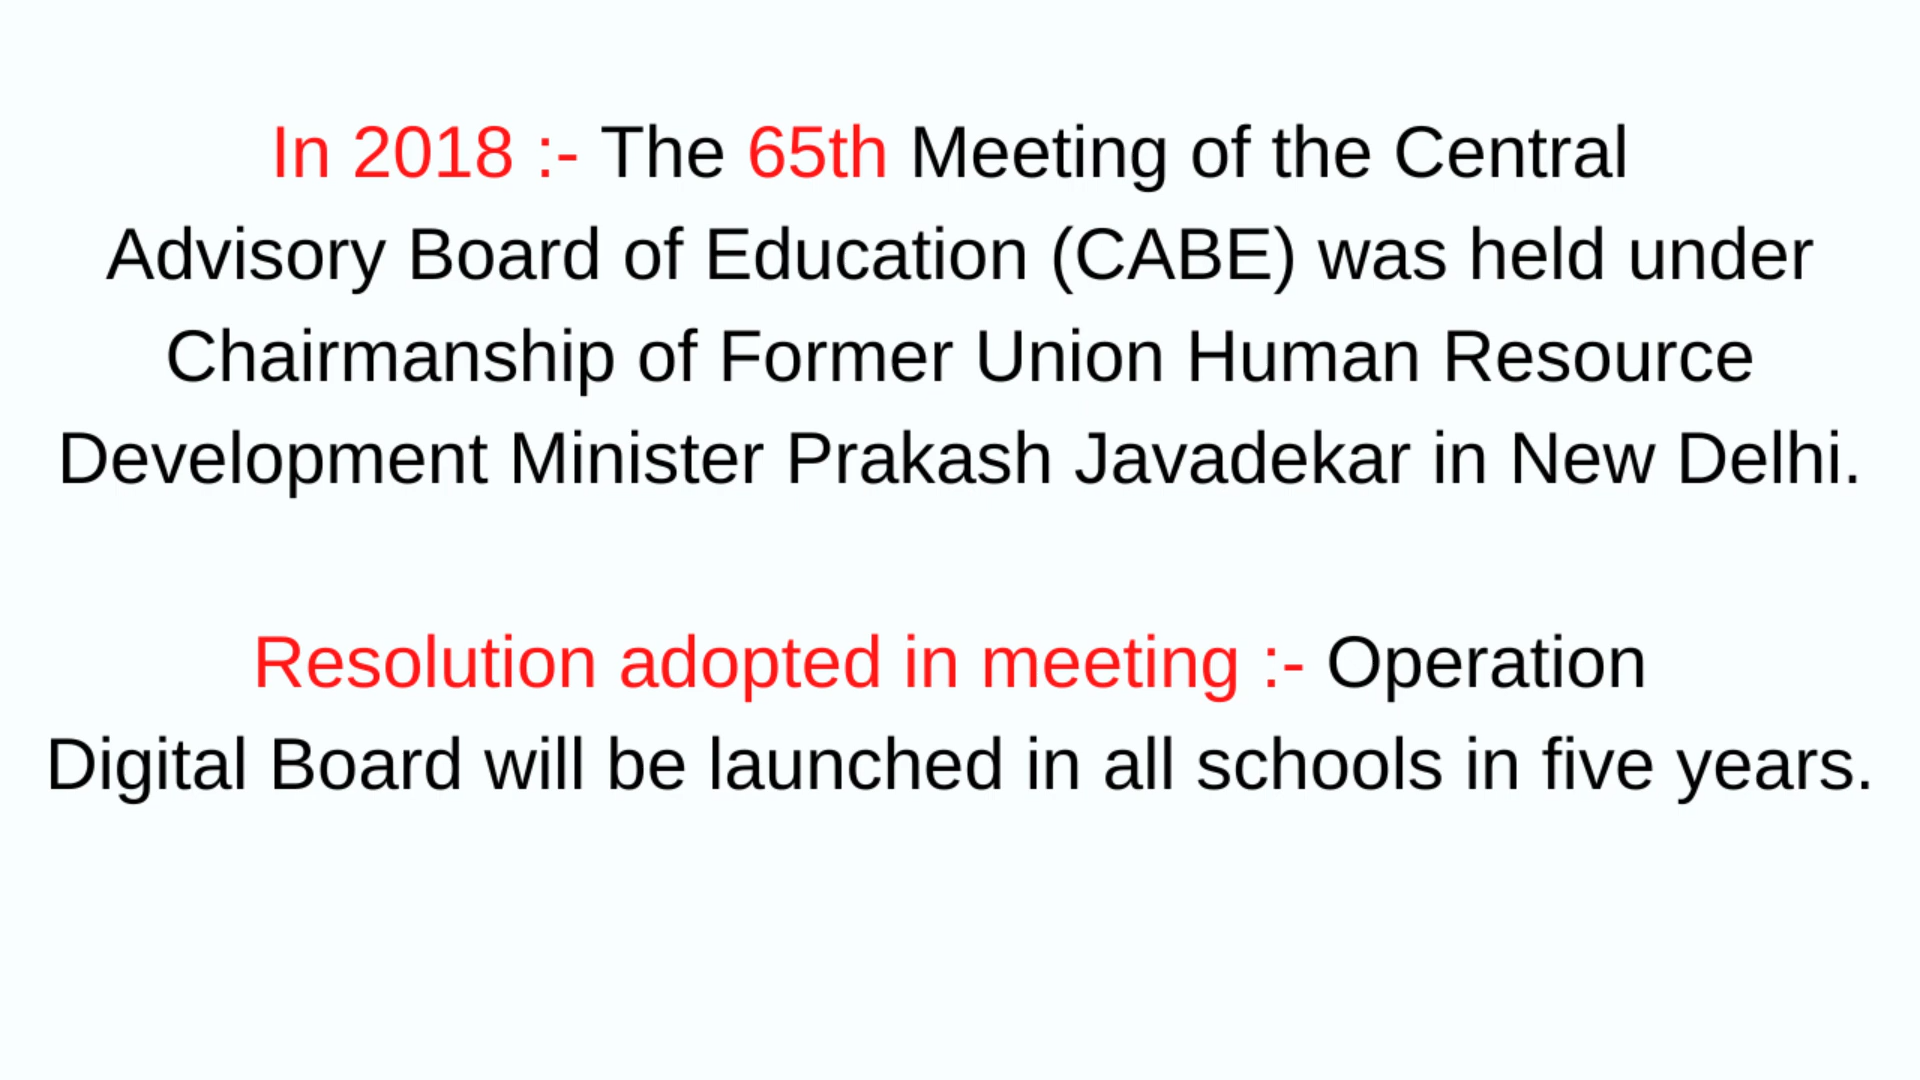 In 2018 :- The 65th Meeting of the Central
Advisory Board of Education (CABE) was held under
Chairmanship of Former Union Human Resource
Development Minister Prakash Javadekar in New Delhi.
Resolution adopted in meeting :- Operation
Digital Board will be launched in all schools in five years.